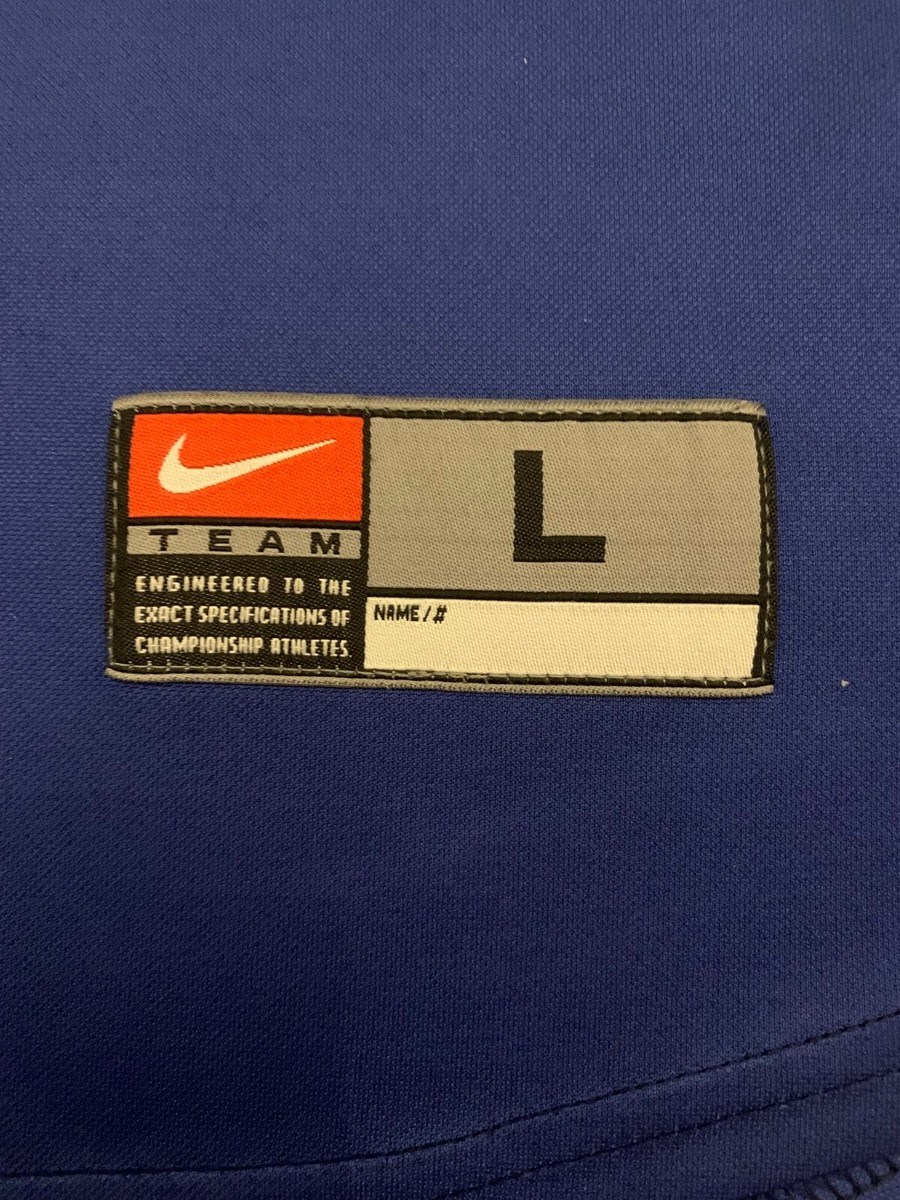 TEAM
ENGINEERED TO THE
EXACT SPECIFICATIONS OF
CHAMPIONSHIP ATHLETES.
L
NAME/#